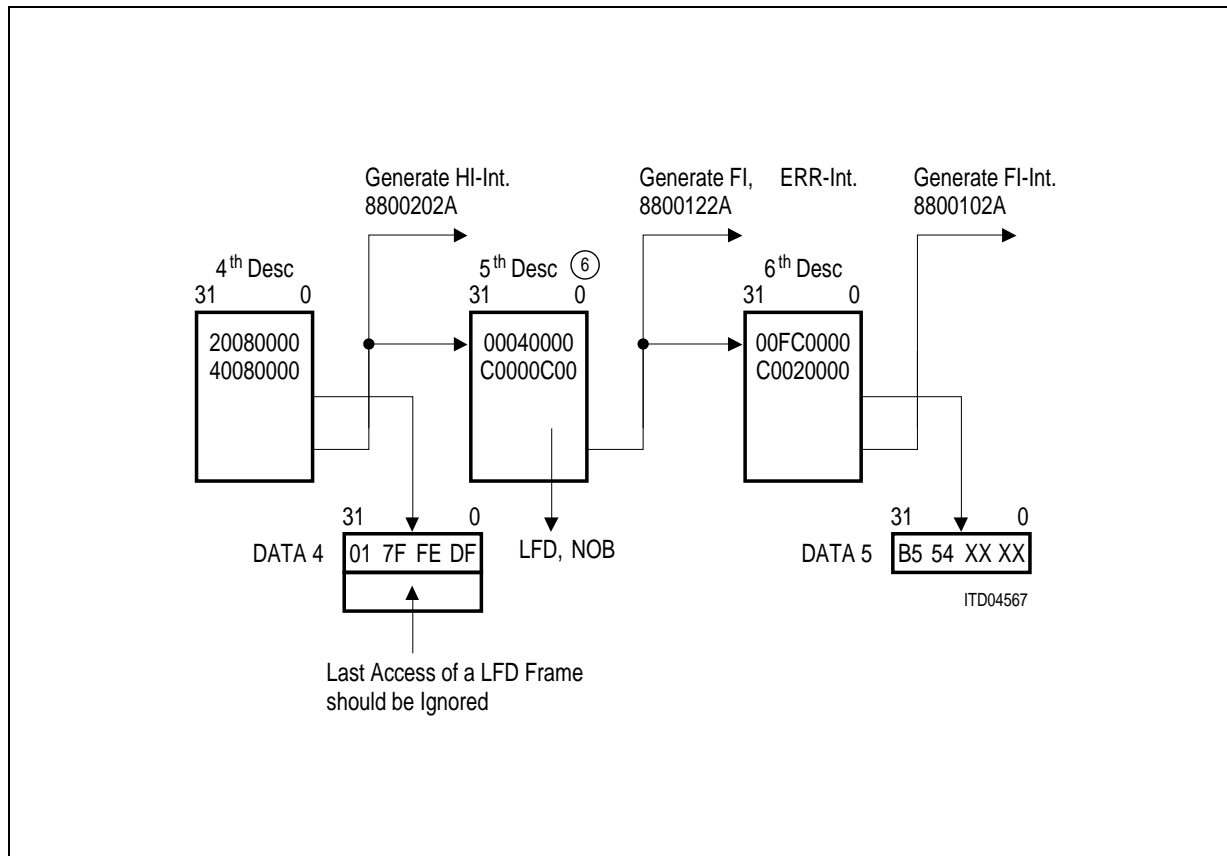 Generate HI-Int.
8800202A
Generate FI, ERR-Int.
8800122A
Generate FI-Int.
8800102A
4th Desc
31 0
20080000
40080000
5th Desc 6
31 0
00040000
C0000C00
6th Desc
31 0
00FC0000
C0020000
31 0
DATA 4 01 7F FE DF
LFD, NOB
31 0
DATA 5 B5 54 XX XX
ITD04567
Last Access of a LFD Frame
should be Ignored